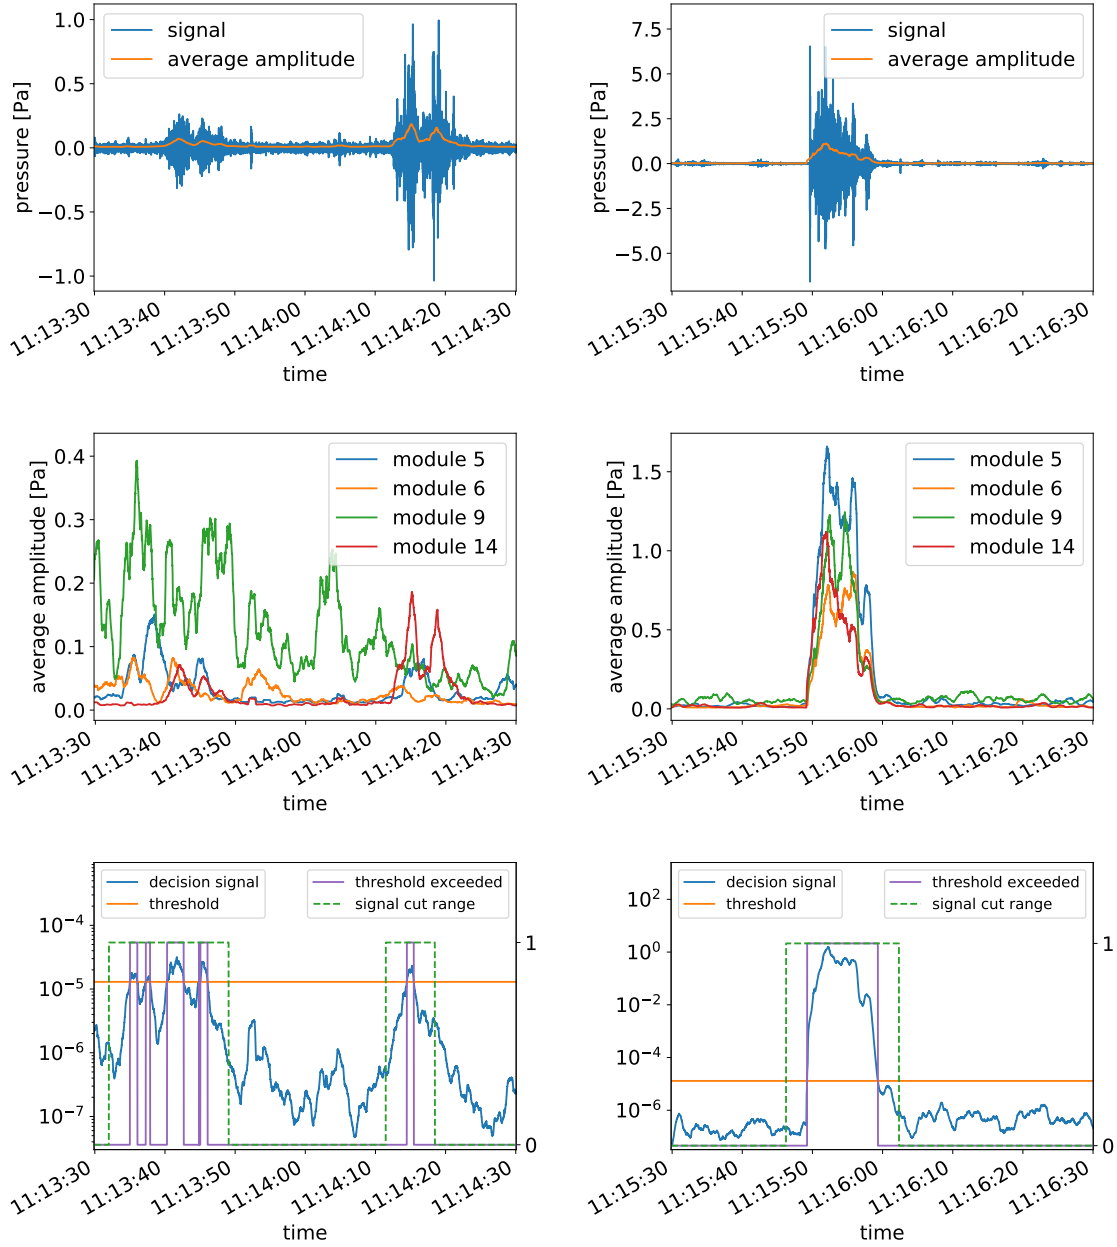 signal
average amplitude
1.0
0.5
0.0
−0.5
−1.0
pressure [Pa]
11:13:30
11:13:40
11:13:50
11:14:00
11:14:10
11:14:20
11:14:30
time
signal
average amplitude
7.5
5.0
2.5
0.0
−2.5
−5.0
pressure [Pa]
11:15:30
11:15:40
11:15:50
11:16:00
11:16:10
11:16:20
11:16:30
time
module 5
module 6
module 9
module 14
0.4
0.3
0.2
0.1
0.0
average amplitude [Pa]
11:13:30
11:13:40
11:13:50
11:14:00
11:14:10
11:14:20
11:14:30
time
module 5
module 6
module 9
module 14
1.5
1.0
0.5
0.0
average amplitude [Pa]
11:15:30
11:15:40
11:15:50
11:16:00
11:16:10
11:16:20
11:16:30
time
decision signal
threshold
threshold exceeded
signal cut range
10⁻⁴
10⁻⁵
10⁻⁶
10⁻⁷
1
0
11:13:30
11:13:40
11:13:50
11:14:00
11:14:10
11:14:20
11:14:30
time
decision signal
threshold
threshold exceeded
signal cut range
10²
10⁰
10⁻²
10⁻⁴
10⁻⁶
1
0
11:15:30
11:15:40
11:15:50
11:16:00
11:16:10
11:16:20
11:16:30
time